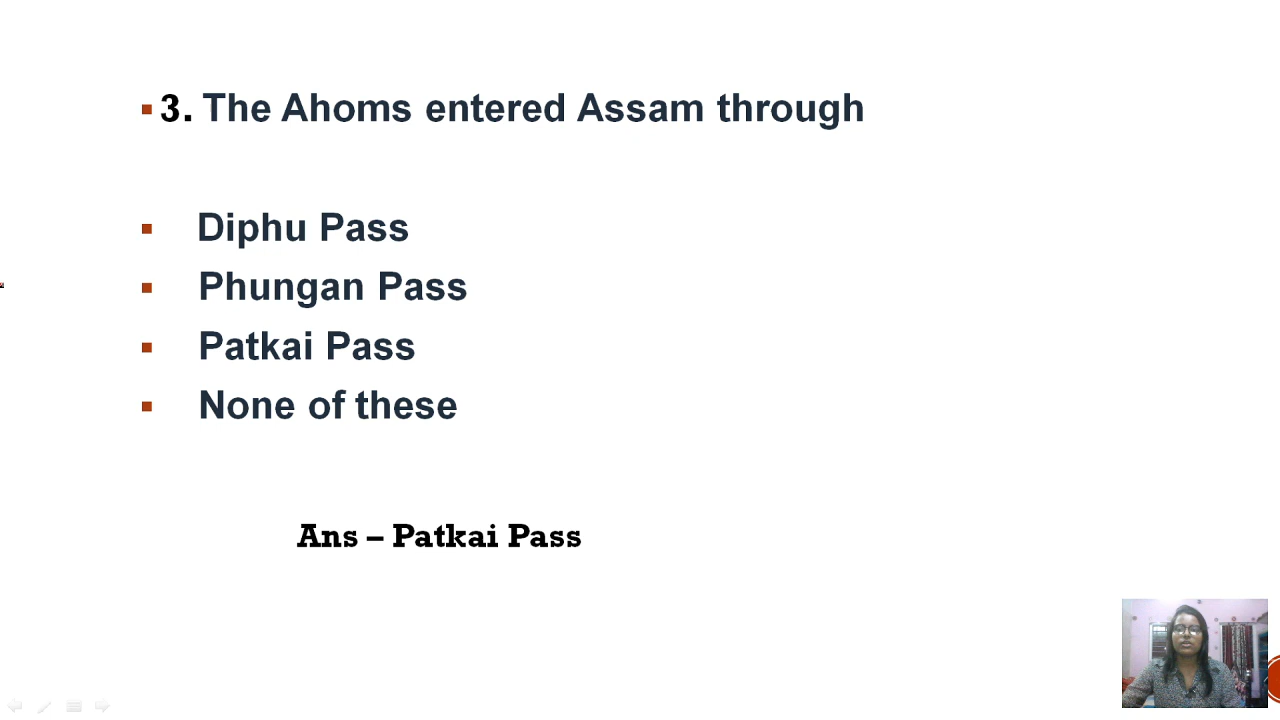 3. The Ahoms entered Assam through
Diphu Pass
Phungan Pass
Patkai Pass
None of these
Ans – Patkai Pass